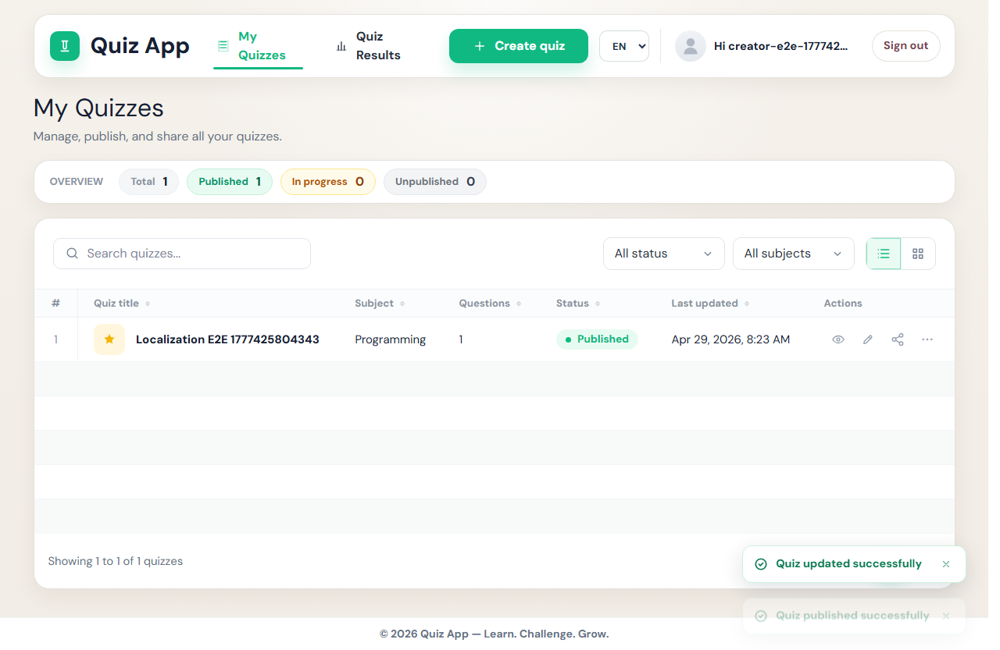 Quiz App
My
Quizzes
Quiz
Results
Create quiz
EN
Hi creator-e2e-177742...
Sign out
My Quizzes
Manage, publish, and share all your quizzes.
OVERVIEW Total 1 Published 1 In progress 0 Unpublished 0
Search quizzes...
All status
All subjects
# Quiz title Subject Questions Status Last updated Actions
1 Localization E2E 1777425804343 Programming 1 Published Apr 29, 2026, 8:23 AM
Showing 1 to 1 of 1 quizzes
Quiz updated successfully
Quiz published successfully
© 2026 Quiz App — Learn. Challenge. Grow.